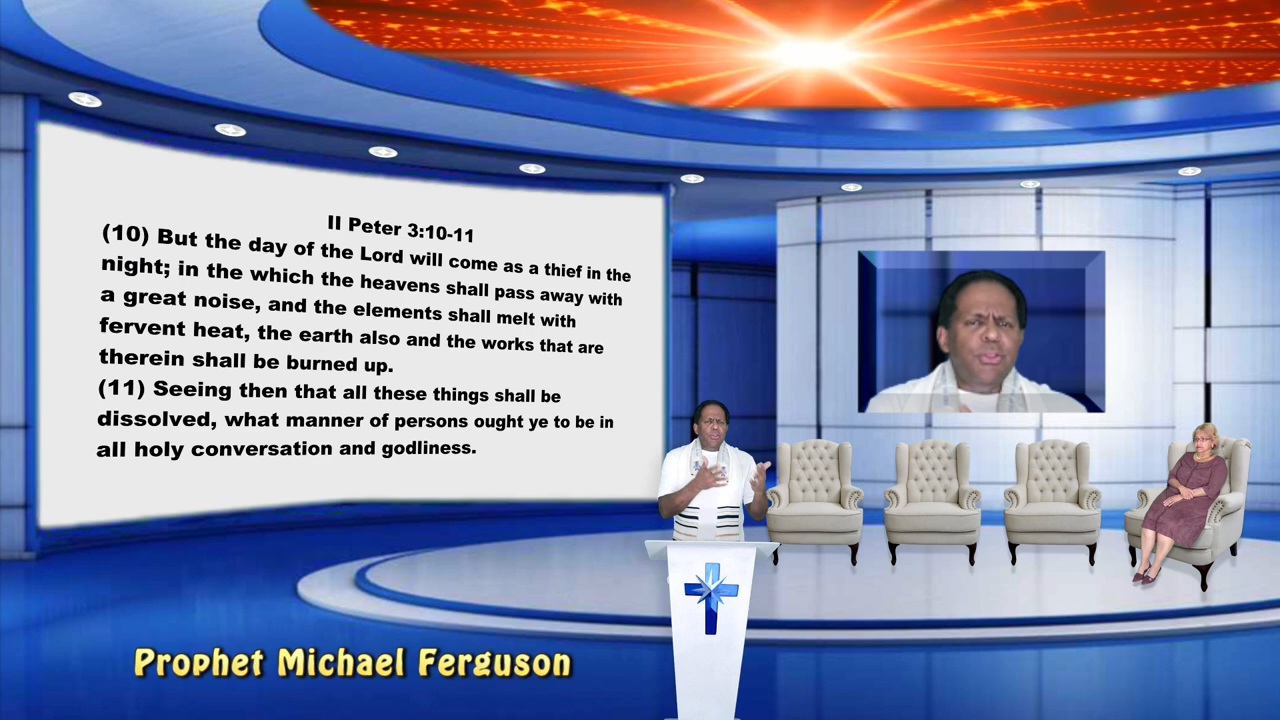 II Peter 3:10-11
(10) But the day of the Lord will come as a thief in the
night; in the which the heavens shall pass away with
a great noise, and the elements shall melt with
fervent heat, the earth also and the works that are
therein shall be burned up.
(11) Seeing then that all these things shall be
dissolved, what manner of persons ought ye to be in
all holy conversation and godliness.
Prophet Michael Ferguson